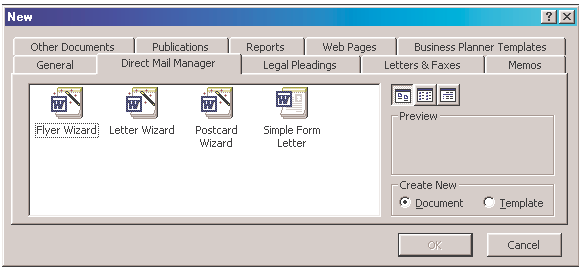 New
Other Documents Publications Reports Web Pages Business Planner Templates
General Direct Mail Manager Legal Pleadings Letters & Faxes Memos
Flyer Wizard Letter Wizard Postcard Wizard Simple Form Letter
Preview
Create New
Document Template
OK Cancel